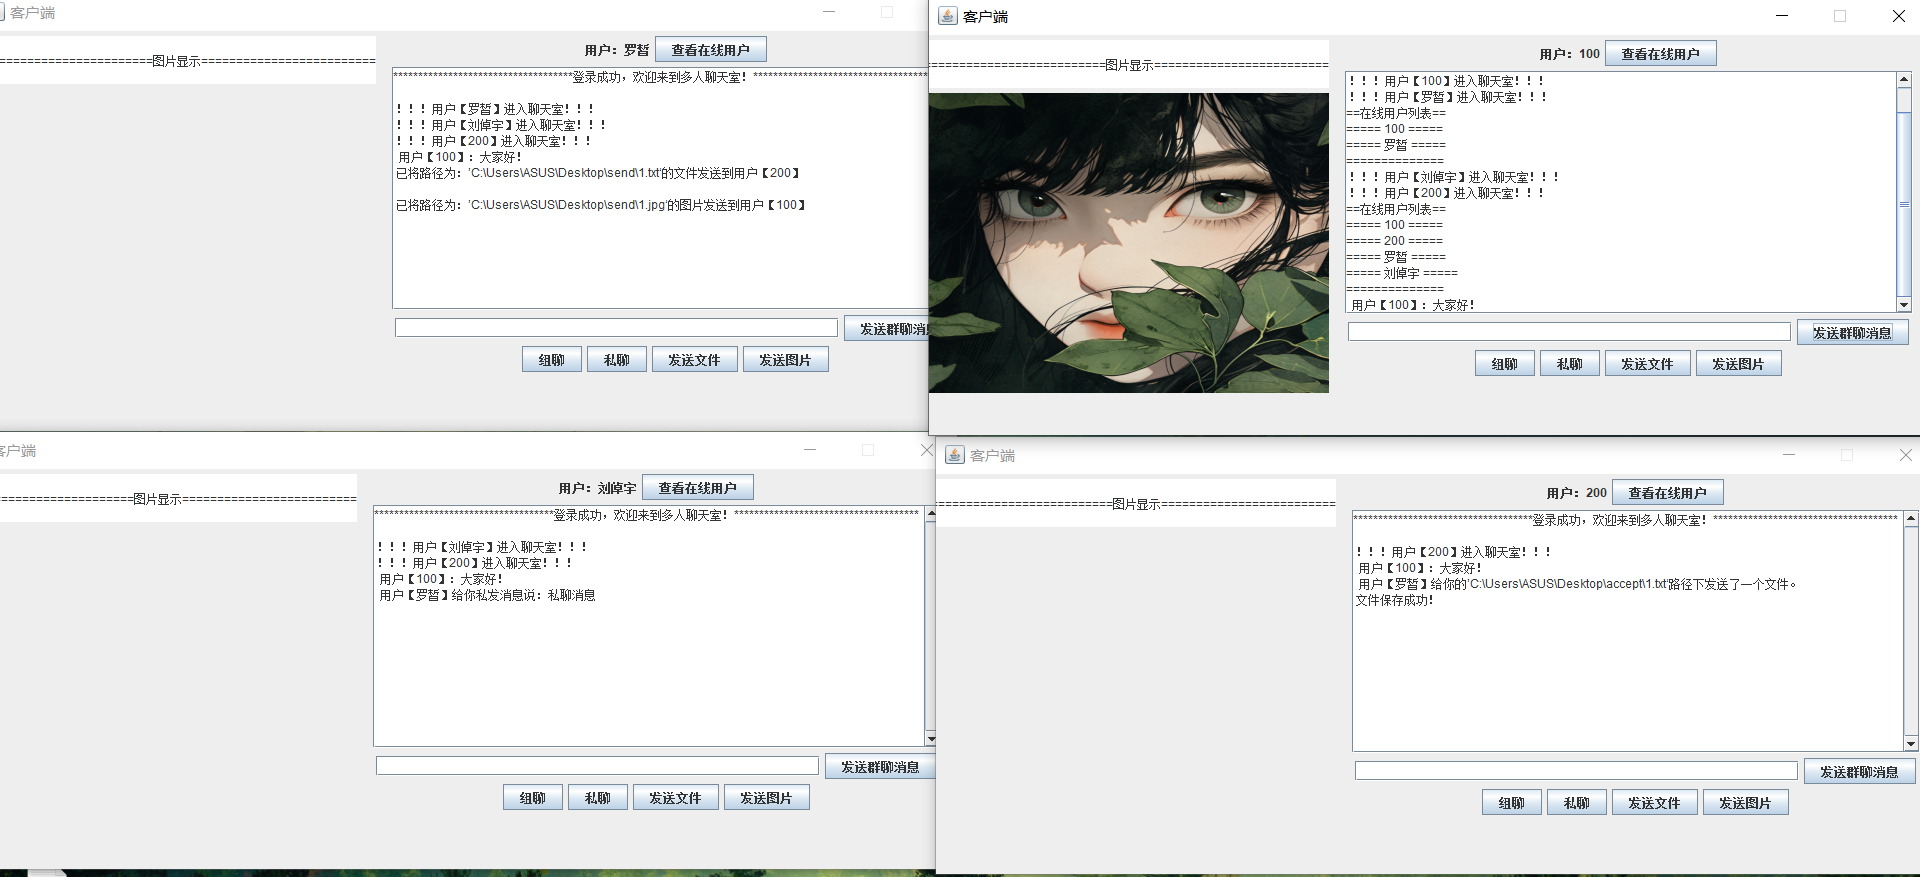 客户端
======================图片显示=========================
用户：罗皙 查看在线用户
************************************登录成功，欢迎来到多人聊天室！***********************************
！！！用户【罗皙】进入聊天室！！！
！！！用户【刘倬宇】进入聊天室！！！
！！！用户【200】进入聊天室！！！
用户【100】：大家好！
已将路径为：'C:\Users\ASUS\Desktop\send\1.txt'的文件发送到用户【200】
已将路径为：'C:\Users\ASUS\Desktop\send\1.jpg'的图片发送到用户【100】
发送群聊消息
组聊 私聊 发送文件 发送图片
客户端
=========================图片显示=========================
用户：100 查看在线用户
！！！用户【100】进入聊天室！！！
！！！用户【罗皙】进入聊天室！！！
==在线用户列表==
===== 100 =====
===== 罗皙 =====
==============
！！！用户【刘倬宇】进入聊天室！！！
！！！用户【200】进入聊天室！！！
==在线用户列表==
===== 100 =====
===== 200 =====
===== 罗皙 =====
===== 刘倬宇 =====
==============
用户【100】：大家好！
发送群聊消息
组聊 私聊 发送文件 发送图片
客户端
===================图片显示=========================
用户：刘倬宇 查看在线用户
************************************登录成功，欢迎来到多人聊天室！*************************************
！！！用户【刘倬宇】进入聊天室！！！
！！！用户【200】进入聊天室！！！
用户【100】：大家好！
用户【罗皙】给你私发消息说：私聊消息
发送群聊消息
组聊 私聊 发送文件 发送图片
客户端
=========================图片显示=========================
用户：200 查看在线用户
************************************登录成功，欢迎来到多人聊天室！*************************************
！！！用户【200】进入聊天室！！！
用户【100】：大家好！
用户【罗皙】给你的'C:\Users\ASUS\Desktop\accept\1.txt'路径下发送了一个文件。
文件保存成功！
发送群聊消息
组聊 私聊 发送文件 发送图片